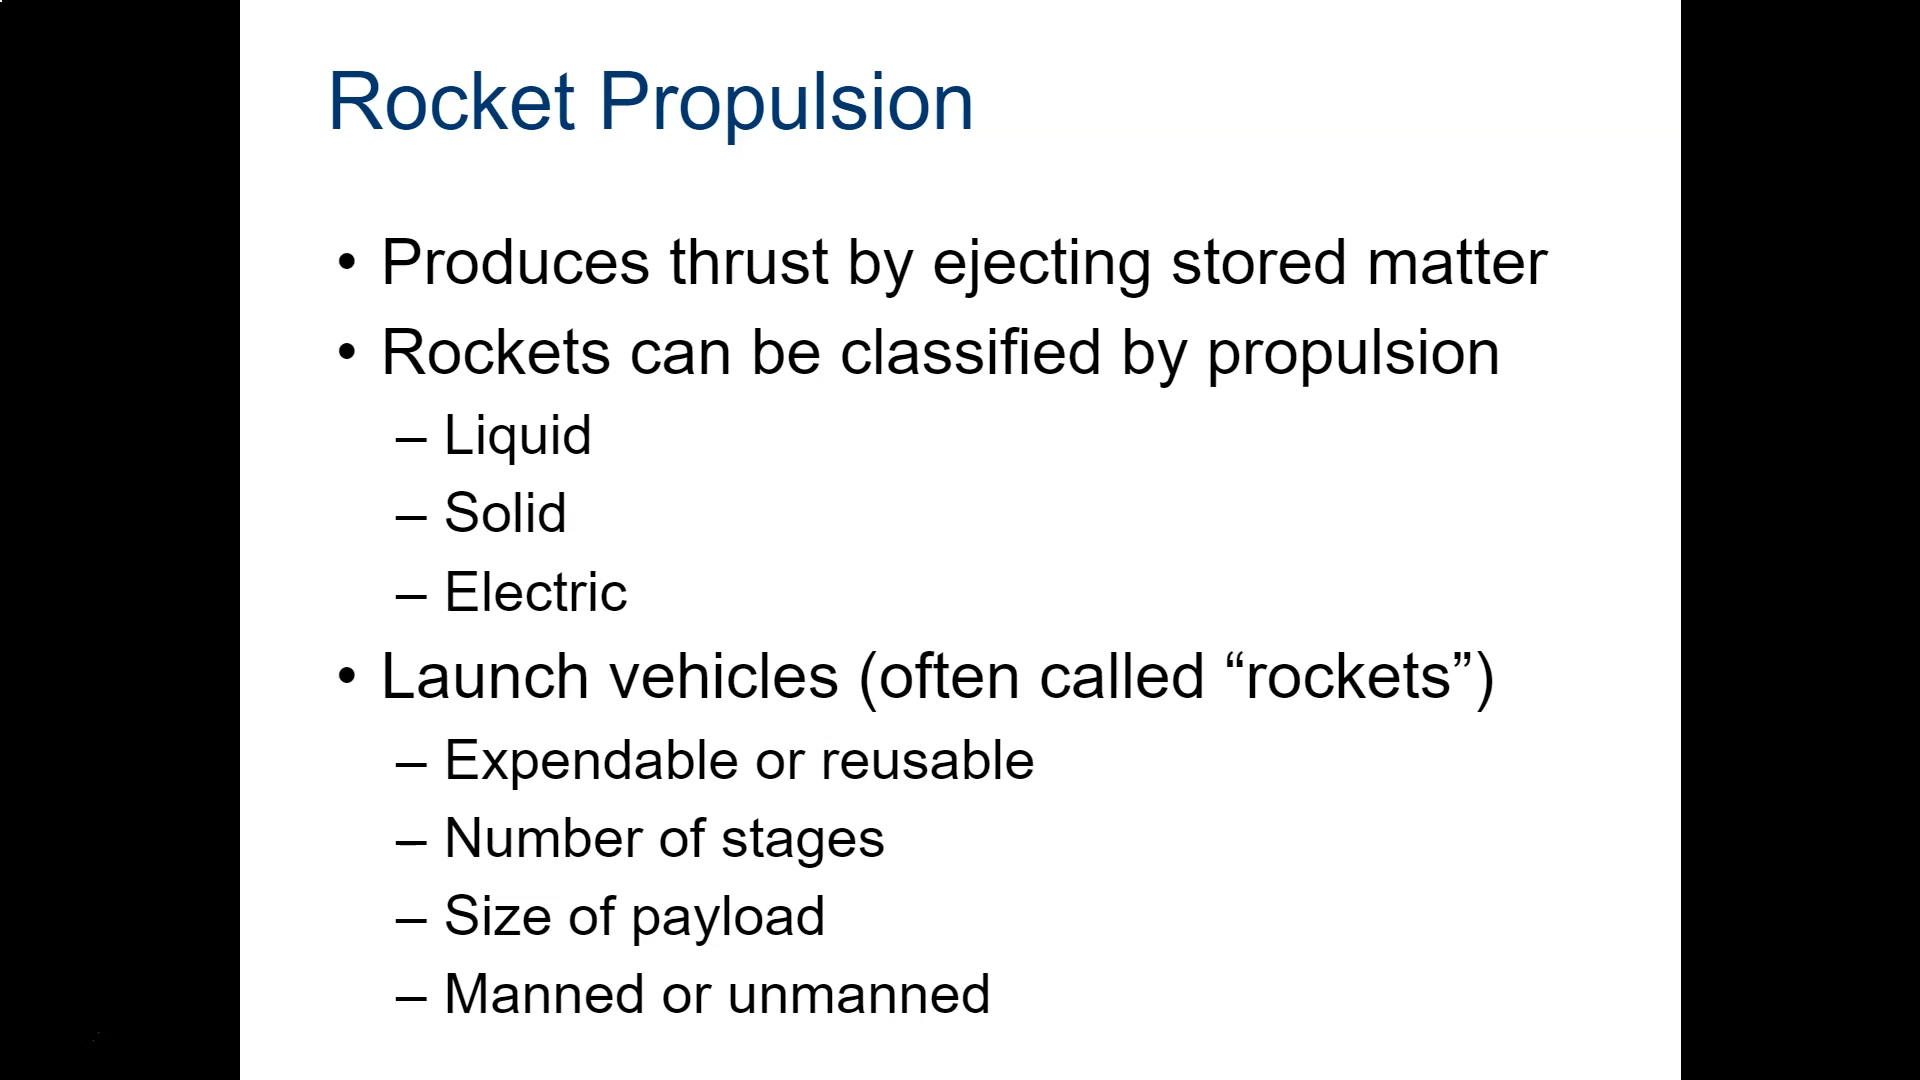 Rocket Propulsion
• Produces thrust by ejecting stored matter
• Rockets can be classified by propulsion
– Liquid
– Solid
– Electric
• Launch vehicles (often called “rockets”)
– Expendable or reusable
– Number of stages
– Size of payload
– Manned or unmanned